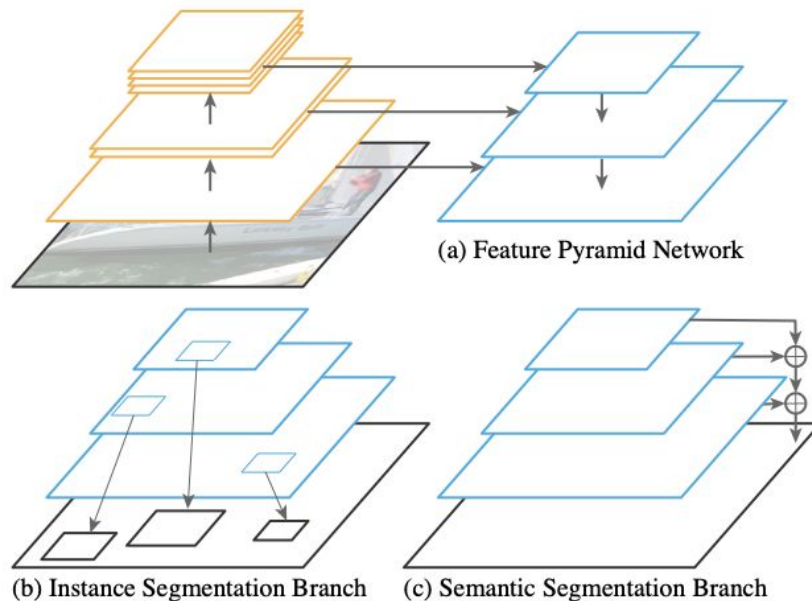 (a) Feature Pyramid Network
(b) Instance Segmentation Branch
(c) Semantic Segmentation Branch